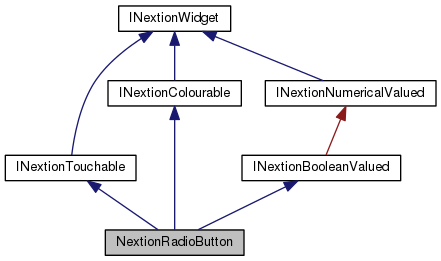 INextionWidget
INextionColourable
INextionNumericalValued
INextionTouchable
INextionBooleanValued
NextionRadioButton